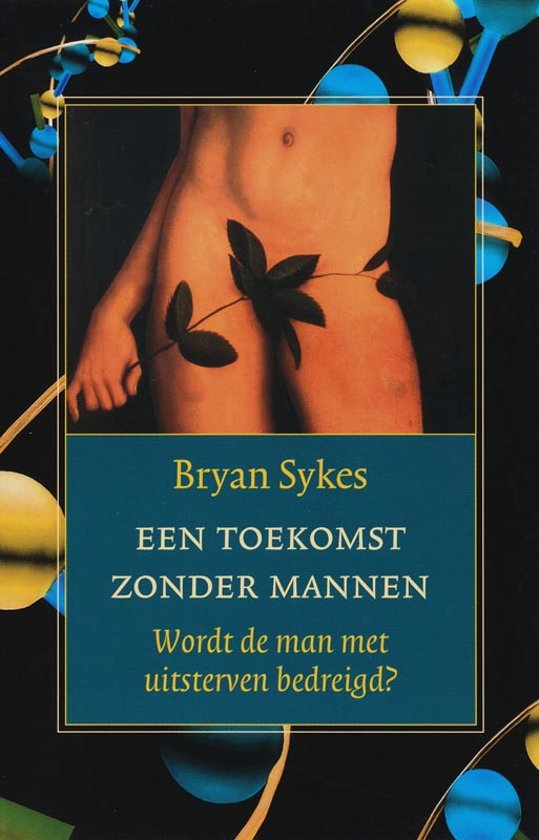 Bryan Sykes
EEN TOEKOMST
ZONDER MANNEN
Wordt de man met
uitsterven bedreigd?